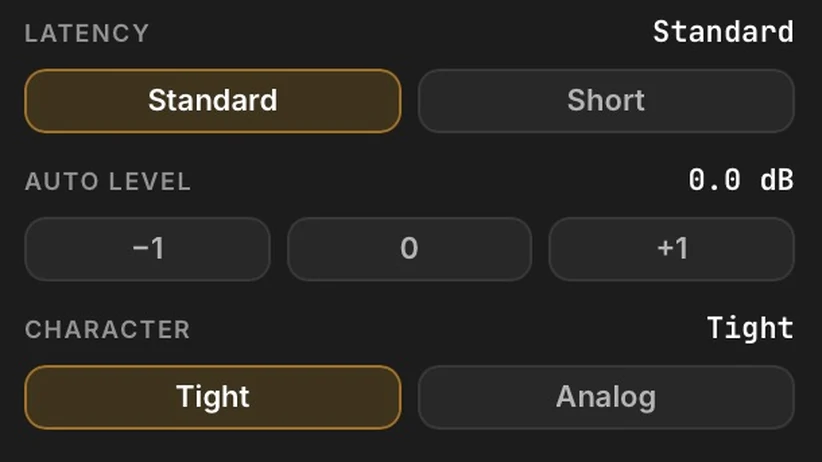 LATENCY Standard
Standard Short
AUTO LEVEL 0.0 dB
−1 0 +1
CHARACTER Tight
Tight Analog